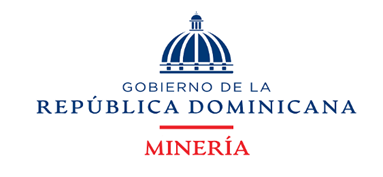 GOBIERNO DE LA
REPÚBLICA DOMINICANA
MINERÍA